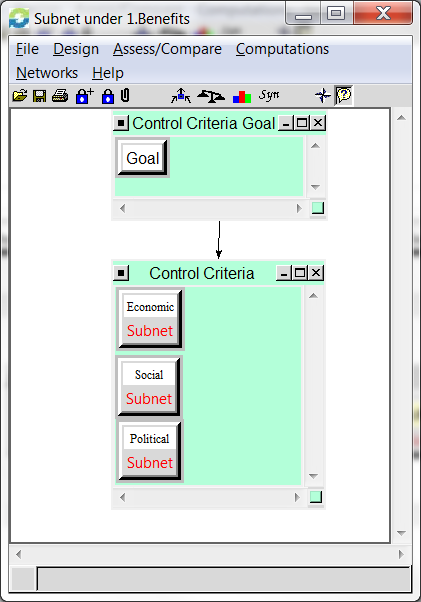 Subnet under 1.Benefits
File Design Assess/Compare Computations
Networks Help
Syn
Control Criteria Goal
Goal
Control Criteria
Economic
Subnet
Social
Subnet
Political
Subnet